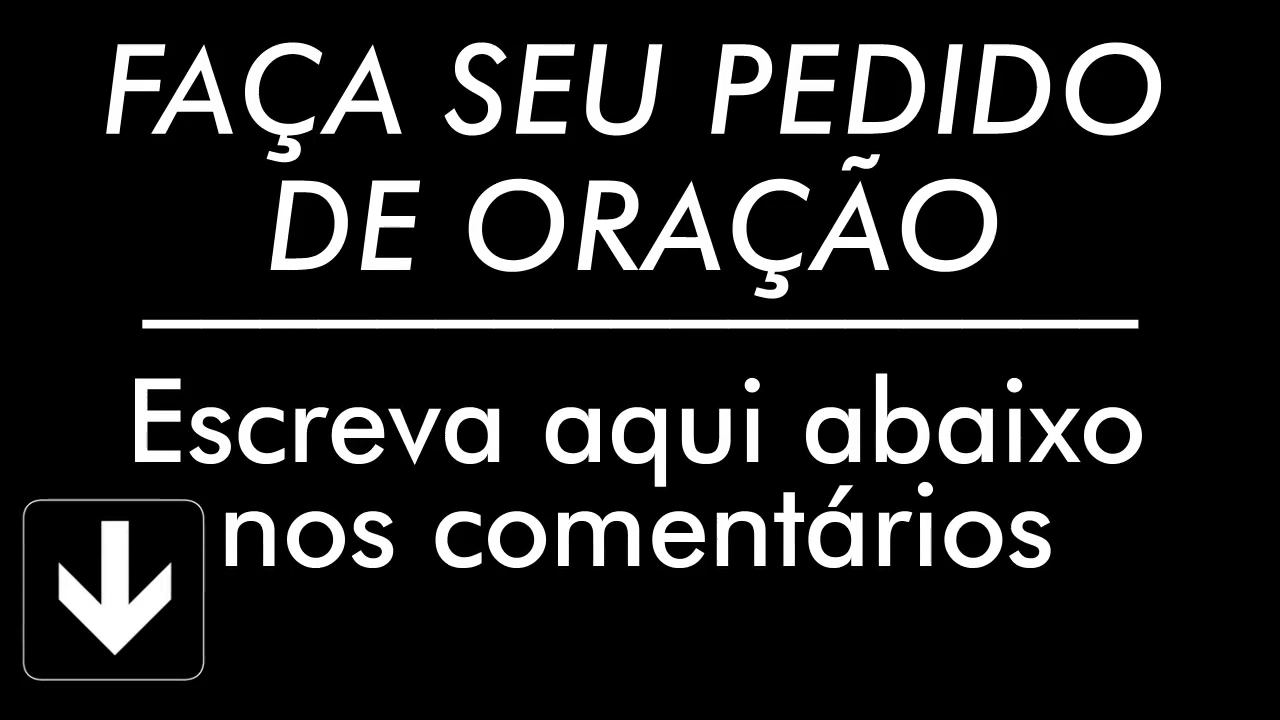 FAÇA SEU PEDIDO
DE ORAÇÃO
Escreva aqui abaixo
nos comentários